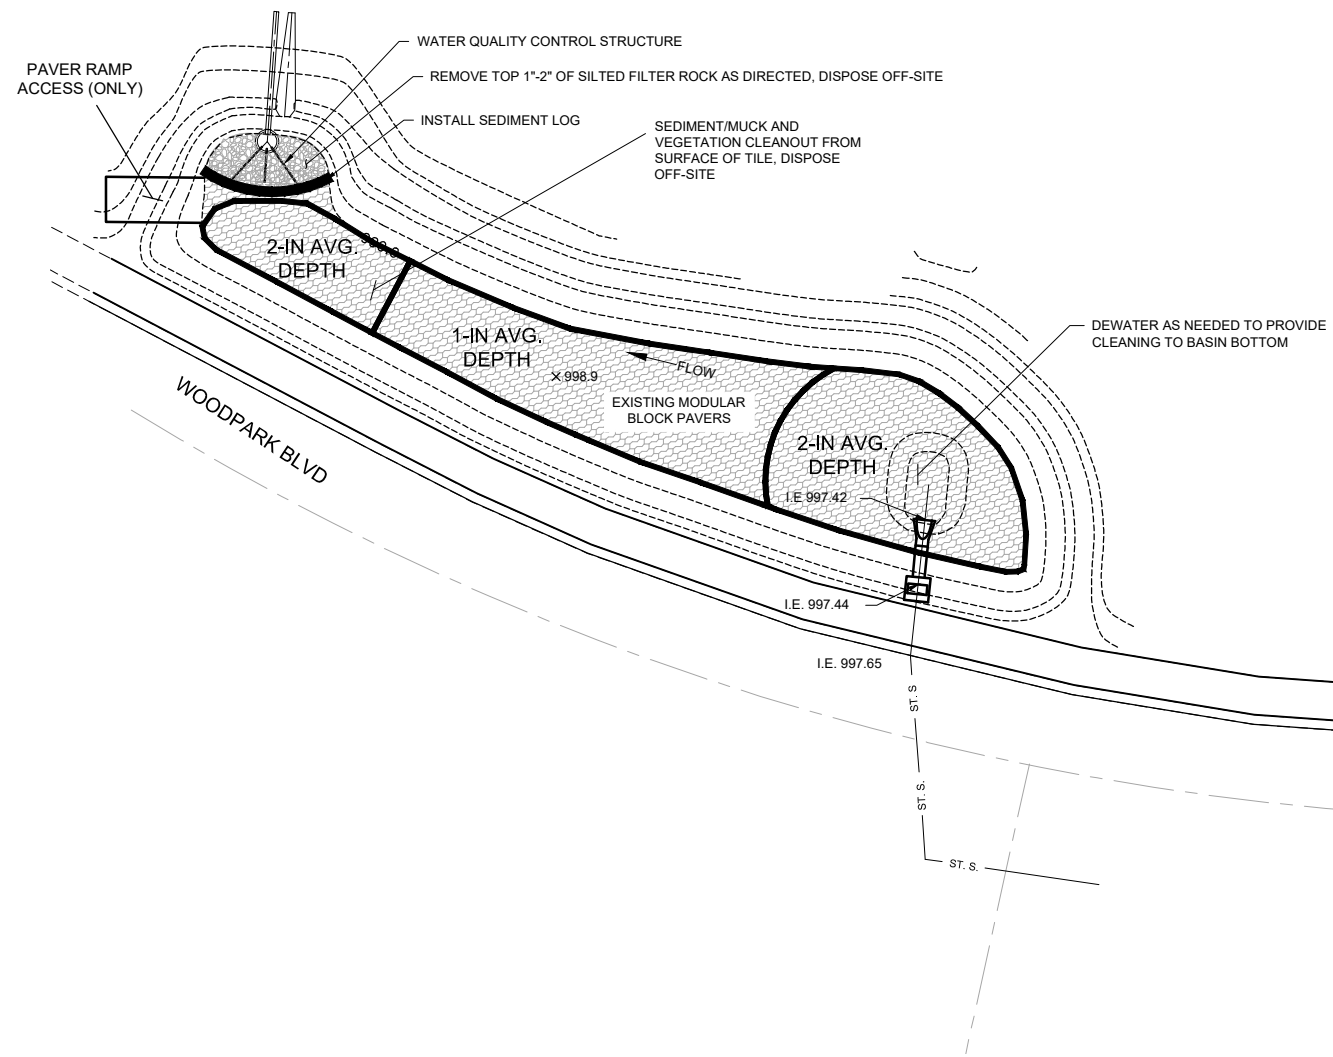 WATER QUALITY CONTROL STRUCTURE
PAVER RAMP
ACCESS (ONLY)
REMOVE TOP 1"-2" OF SILTED FILTER ROCK AS DIRECTED, DISPOSE OFF-SITE
INSTALL SEDIMENT LOG
SEDIMENT/MUCK AND
VEGETATION CLEANOUT FROM
SURFACE OF TILE, DISPOSE
OFF-SITE
2-IN AVG.
DEPTH
1-IN AVG.
DEPTH
998.9
FLOW
EXISTING MODULAR
BLOCK PAVERS
DEWATER AS NEEDED TO PROVIDE
CLEANING TO BASIN BOTTOM
WOODPARK BLVD
2-IN AVG.
DEPTH
I.E 997.42
I.E. 997.44
I.E. 997.65
ST. S
ST. S.
ST. S.